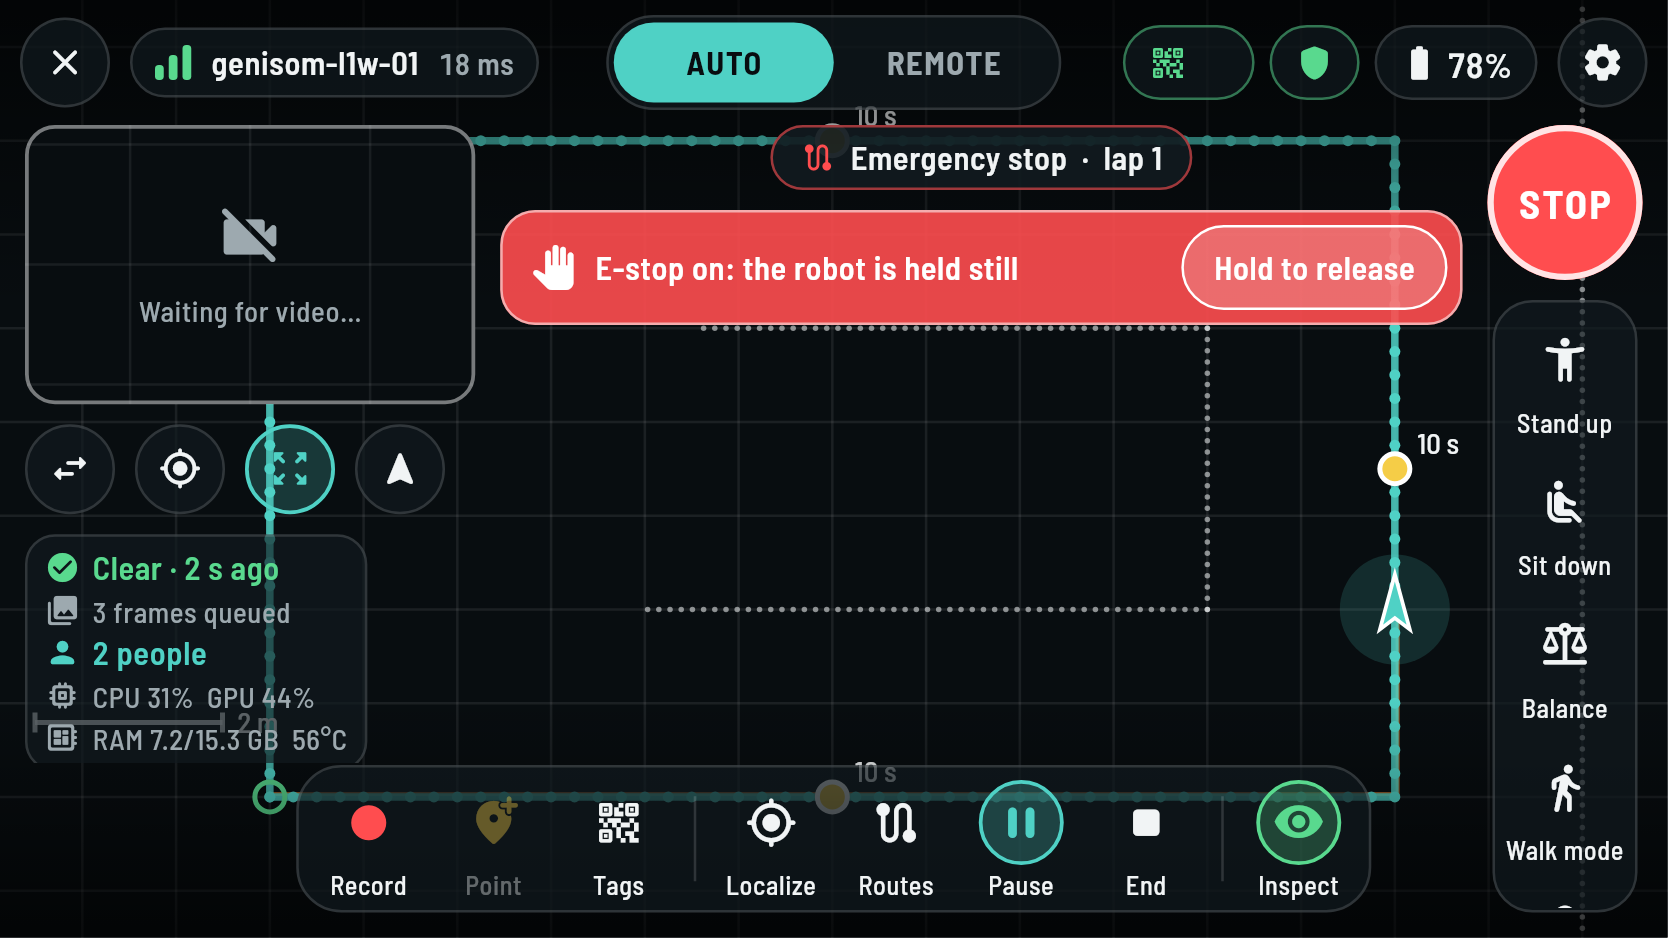 genisom-l1w-01 18 ms
AUTO
REMOTE
78%
10 s
Emergency stop · lap 1
STOP
E-stop on: the robot is held still
Hold to release
Waiting for video...
Stand up
10 s
Sit down
Clear · 2 s ago
3 frames queued
2 people
CPU 31% GPU 44%
2 m
RAM 7.2/15.3 GB 56°C
Balance
Walk mode
10 s
Record
Point
Tags
Localize
Routes
Pause
End
Inspect